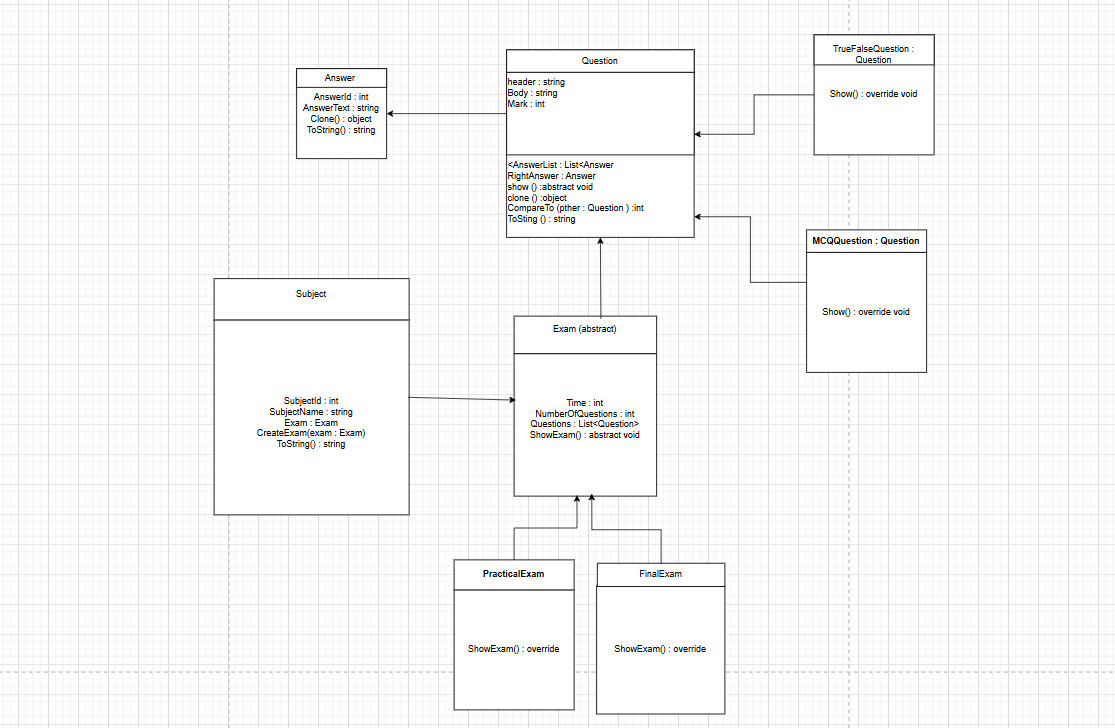 Answer
AnswerId : int
AnswerText : string
Clone() : object
ToString() : string
Question
header : string
Body : string
Mark : int
<AnswerList : List<Answer
RightAnswer : Answer
show () :abstract void
clone () :object
CompareTo (pther : Question ) :int
ToSting () : string
TrueFalseQuestion :
Question
Show() : override void
MCQQuestion : Question
Show() : override void
Subject
SubjectId : int
SubjectName : string
Exam : Exam
CreateExam(exam : Exam)
ToString() : string
Exam (abstract)
Time : int
NumberOfQuestions : int
Questions : List<Question>
ShowExam() : abstract void
PracticalExam
ShowExam() : override
FinalExam
ShowExam() : override